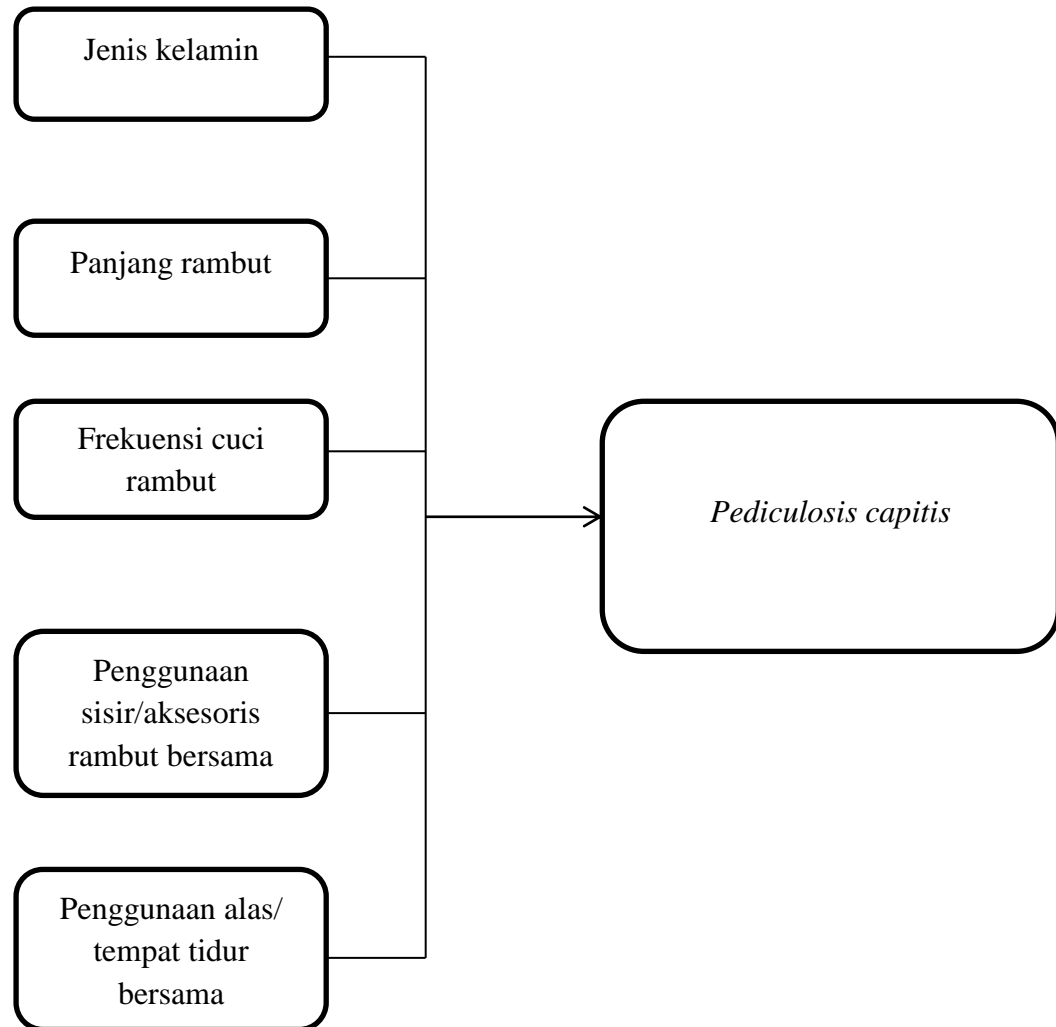 Jenis kelamin
Panjang rambut
Frekuensi cuci
rambut
Penggunaan
sisir/aksesoris
rambut bersama
Penggunaan alas/
tempat tidur
bersama
Pediculosis capitis